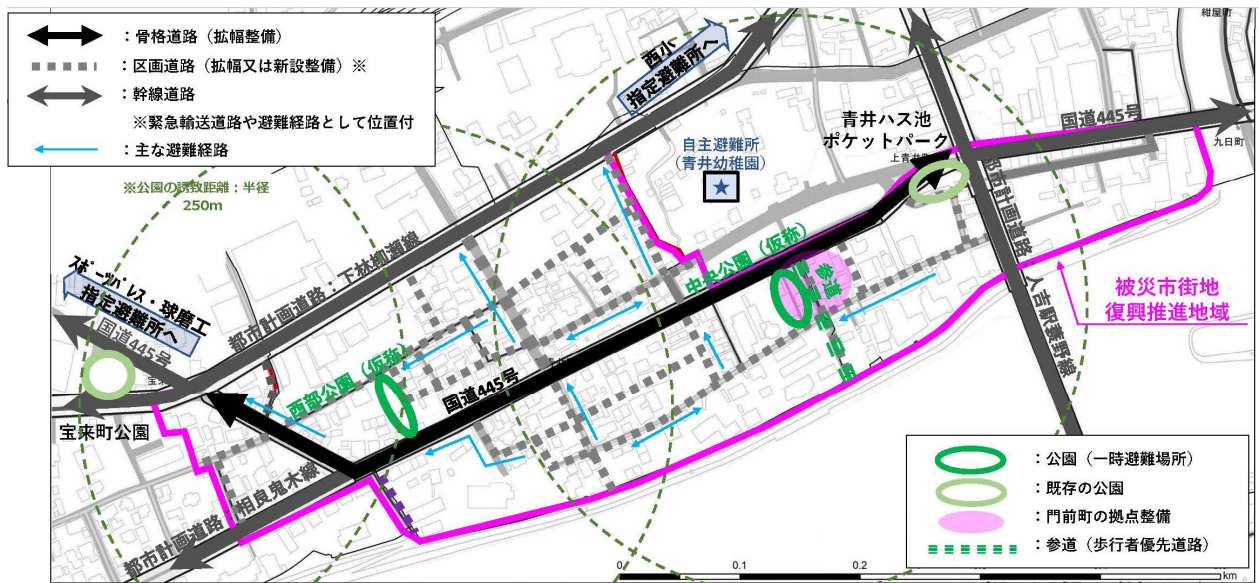 ：骨格道路（拡幅整備）
：区画道路（拡幅又は新設整備）※
：幹線道路
※緊急輸送道路や避難経路として位置付
：主な避難経路
※公園の誘致距離：半径
250m
西小
指定避難所へ
自主避難所
（青井幼稚園）
青井ハス池
ポケットパーク
上青井町
国道445号
紺屋町
九日町
都市計画道路：下林柳瀬線
スポーツパレス・球磨工
指定避難所へ
国道445号
宝来町公園
西部公園（仮称）
国道445号
中央公園（仮称）
参道
都市計画道路：人吉駅蓑野線
被災市街地
復興推進地域
都市計画道路：相良鬼木線
：公園（一時避難場所）
：既存の公園
：門前町の拠点整備
：参道（歩行者優先道路）
0
0.1
0.2
km